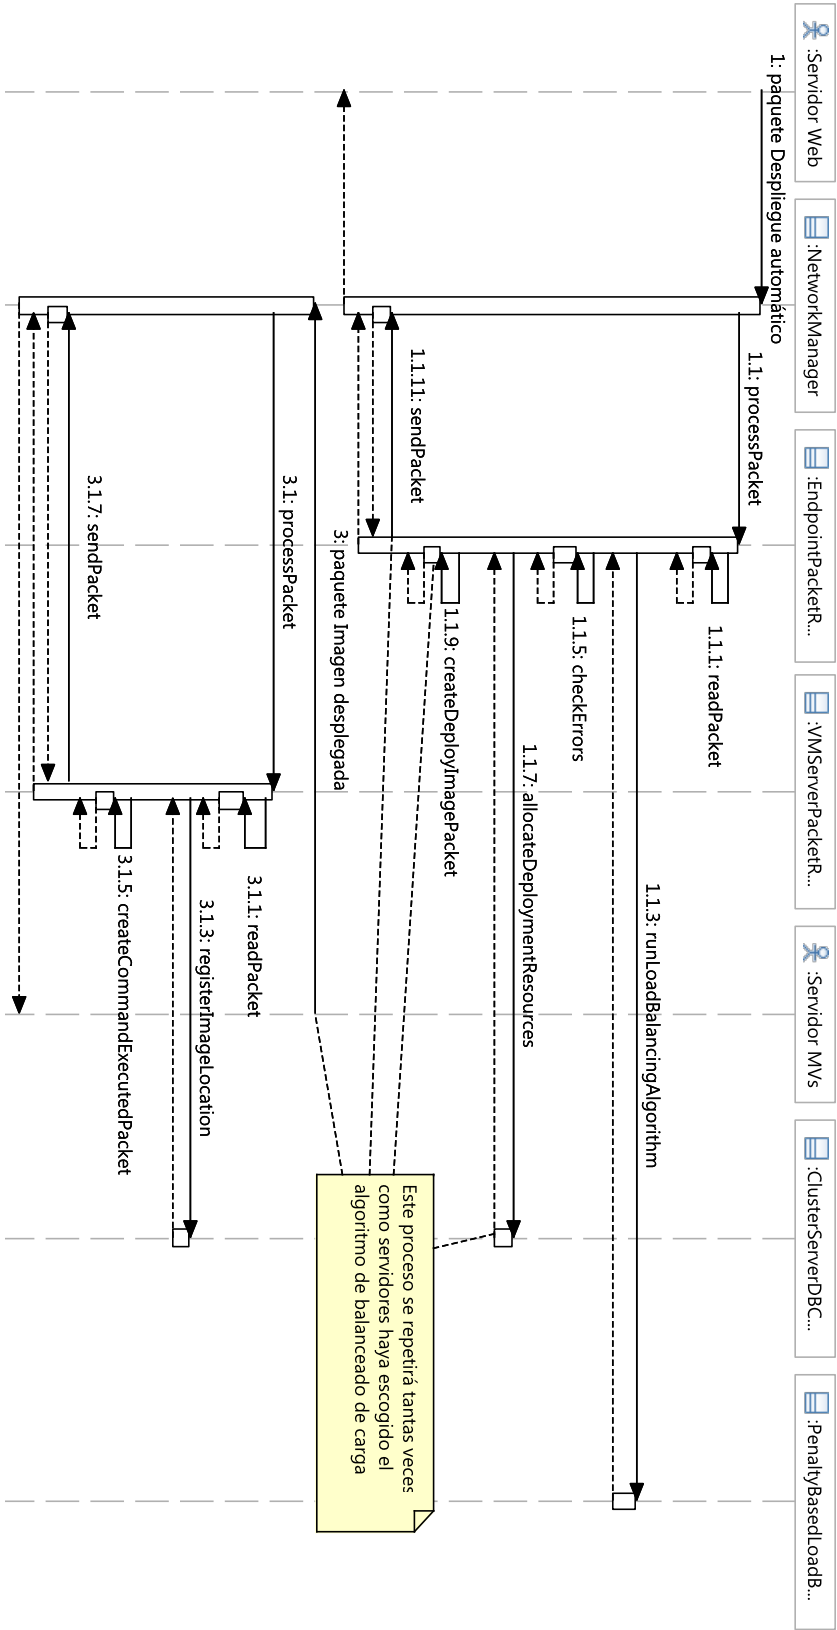 :Servidor Web
:NetworkManager
:EndpointPacketR...
:VMServerPacketR...
:Servidor MVs
:ClusterServerDBC...
:PenaltyBasedLoadB...
1: paquete Despliegue automático
1.1: processPacket
1.1.1: readPacket
1.1.3: runLoadBalancingAlgorithm
1.1.5: checkErrors
1.1.7: allocateDeploymentResources
1.1.9: createDeployImagePacket
1.1.11: sendPacket
Este proceso se repetirá tantas veces
como servidores haya escogido el
algoritmo de balanceado de carga
3: paquete Imagen desplegada
3.1: processPacket
3.1.1: readPacket
3.1.3: registerImageLocation
3.1.5: createCommandExecutedPacket
3.1.7: sendPacket